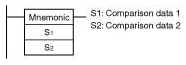 Mnemonic
S1
S2
S1: Comparison data 1
S2: Comparison data 2